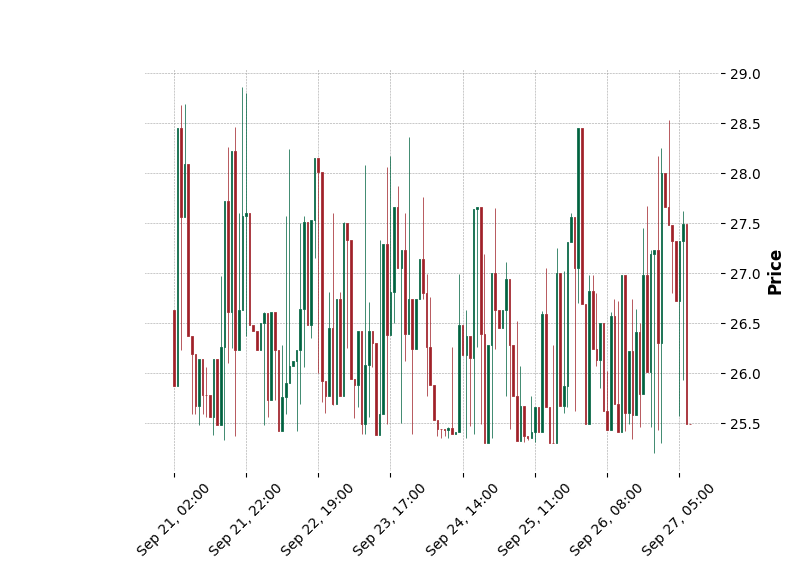 29.0
28.5
28.0
27.5
27.0
26.5
26.0
25.5
Price
Sep 21, 02:00
Sep 21, 22:00
Sep 22, 19:00
Sep 23, 17:00
Sep 24, 14:00
Sep 25, 11:00
Sep 26, 08:00
Sep 27, 05:00